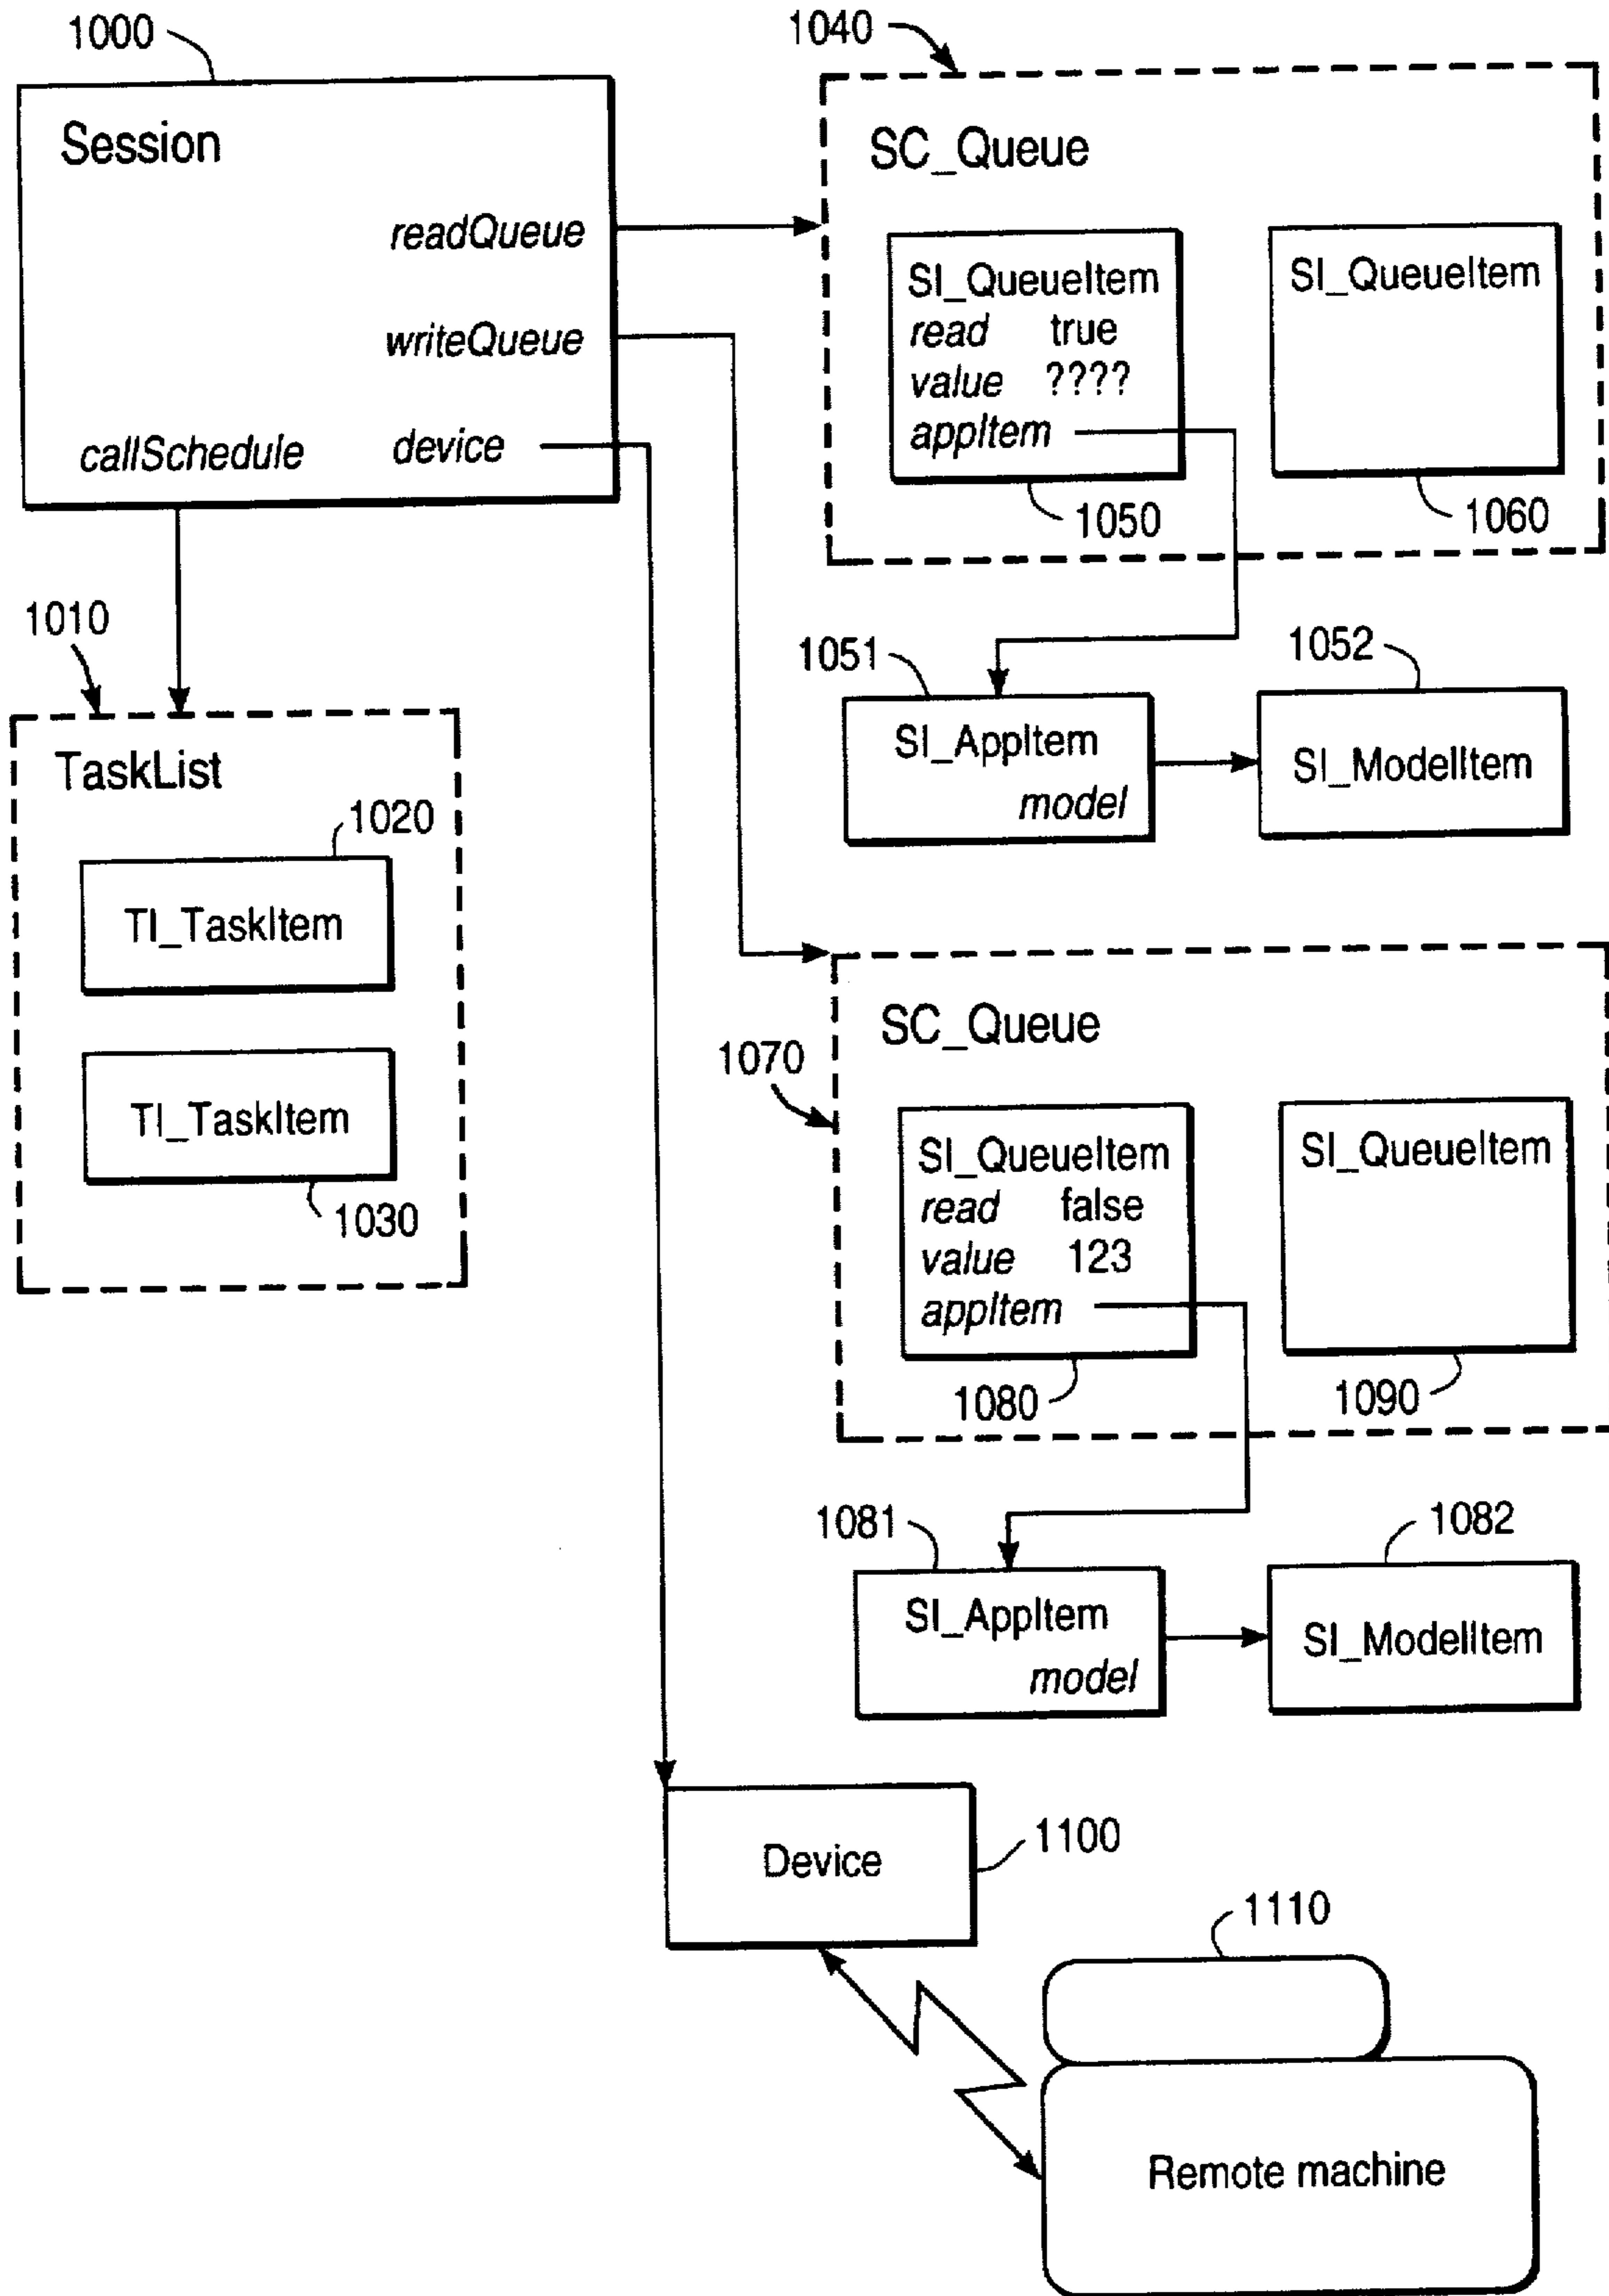 1000
Session
readQueue
writeQueue
callSchedule device
1040
SC_Queue
SI_QueueItem
read true
value ????
appItem
1050
SI_QueueItem
1060
1051
SI_AppItem
model
1052
SI_ModelItem
1010
TaskList
1020
TI_TaskItem
TI_TaskItem
1030
1070
SC_Queue
SI_QueueItem
read false
value 123
appItem
1080
SI_QueueItem
1090
1081
SI_AppItem
model
1082
SI_ModelItem
Device
1100
1110
Remote machine